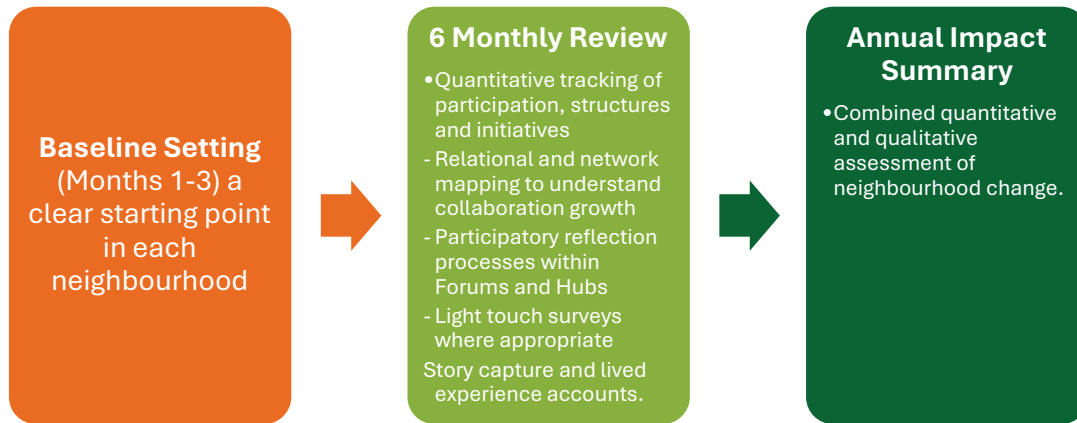 Baseline Setting
(Months 1-3) a
clear starting point
in each
neighbourhood
6 Monthly Review
•Quantitative tracking of
participation, structures
and initiatives
- Relational and network
mapping to understand
collaboration growth
- Participatory reflection
processes within
Forums and Hubs
- Light touch surveys
where appropriate
Story capture and lived
experience accounts.
Annual Impact
Summary
•Combined quantitative
and qualitative
assessment of
neighbourhood change.